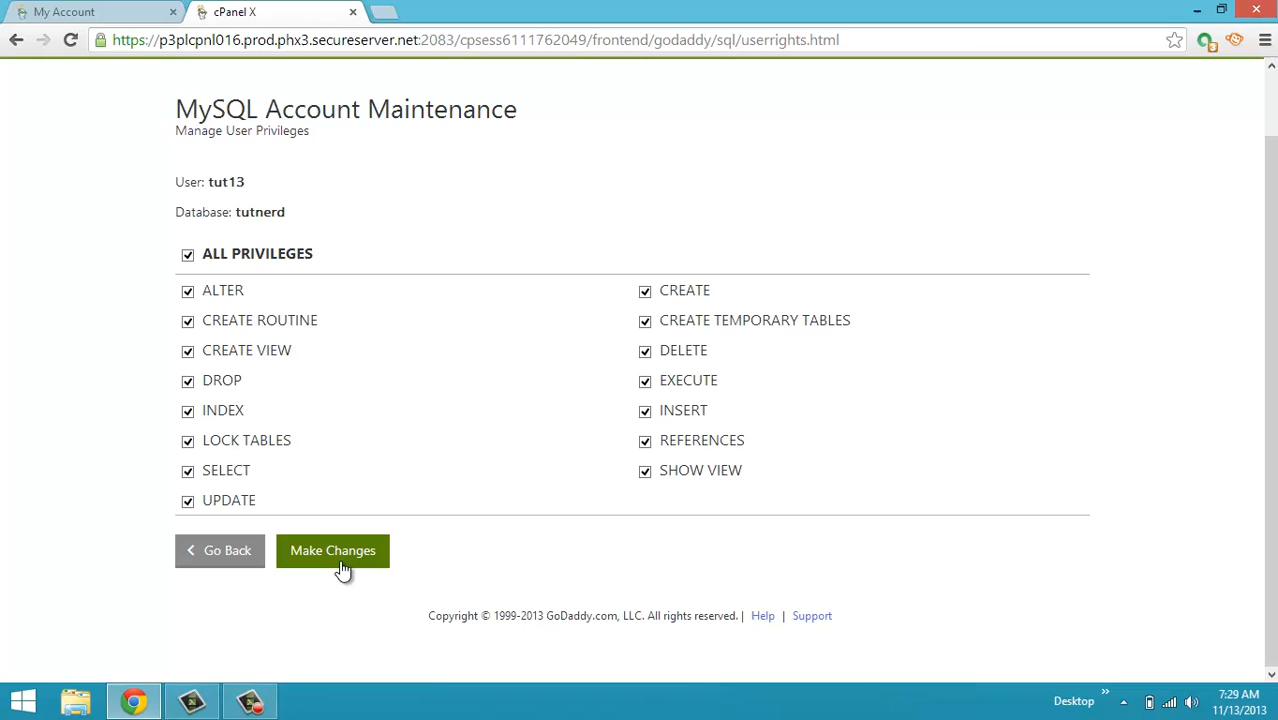 My Account
cPanel X
https://p3plcpnl016.prod.phx3.secureserver.net:2083/cpsess6111762049/frontend/godaddy/sql/userrights.html
MySQL Account Maintenance
Manage User Privileges
User: tut13
Database: tutnerd
ALL PRIVILEGES
ALTER
CREATE
CREATE ROUTINE
CREATE TEMPORARY TABLES
CREATE VIEW
DELETE
DROP
EXECUTE
INDEX
INSERT
LOCK TABLES
REFERENCES
SELECT
SHOW VIEW
UPDATE
Go Back
Make Changes
Copyright © 1999-2013 GoDaddy.com, LLC. All rights reserved. | Help | Support
Desktop
7:29 AM
11/13/2013